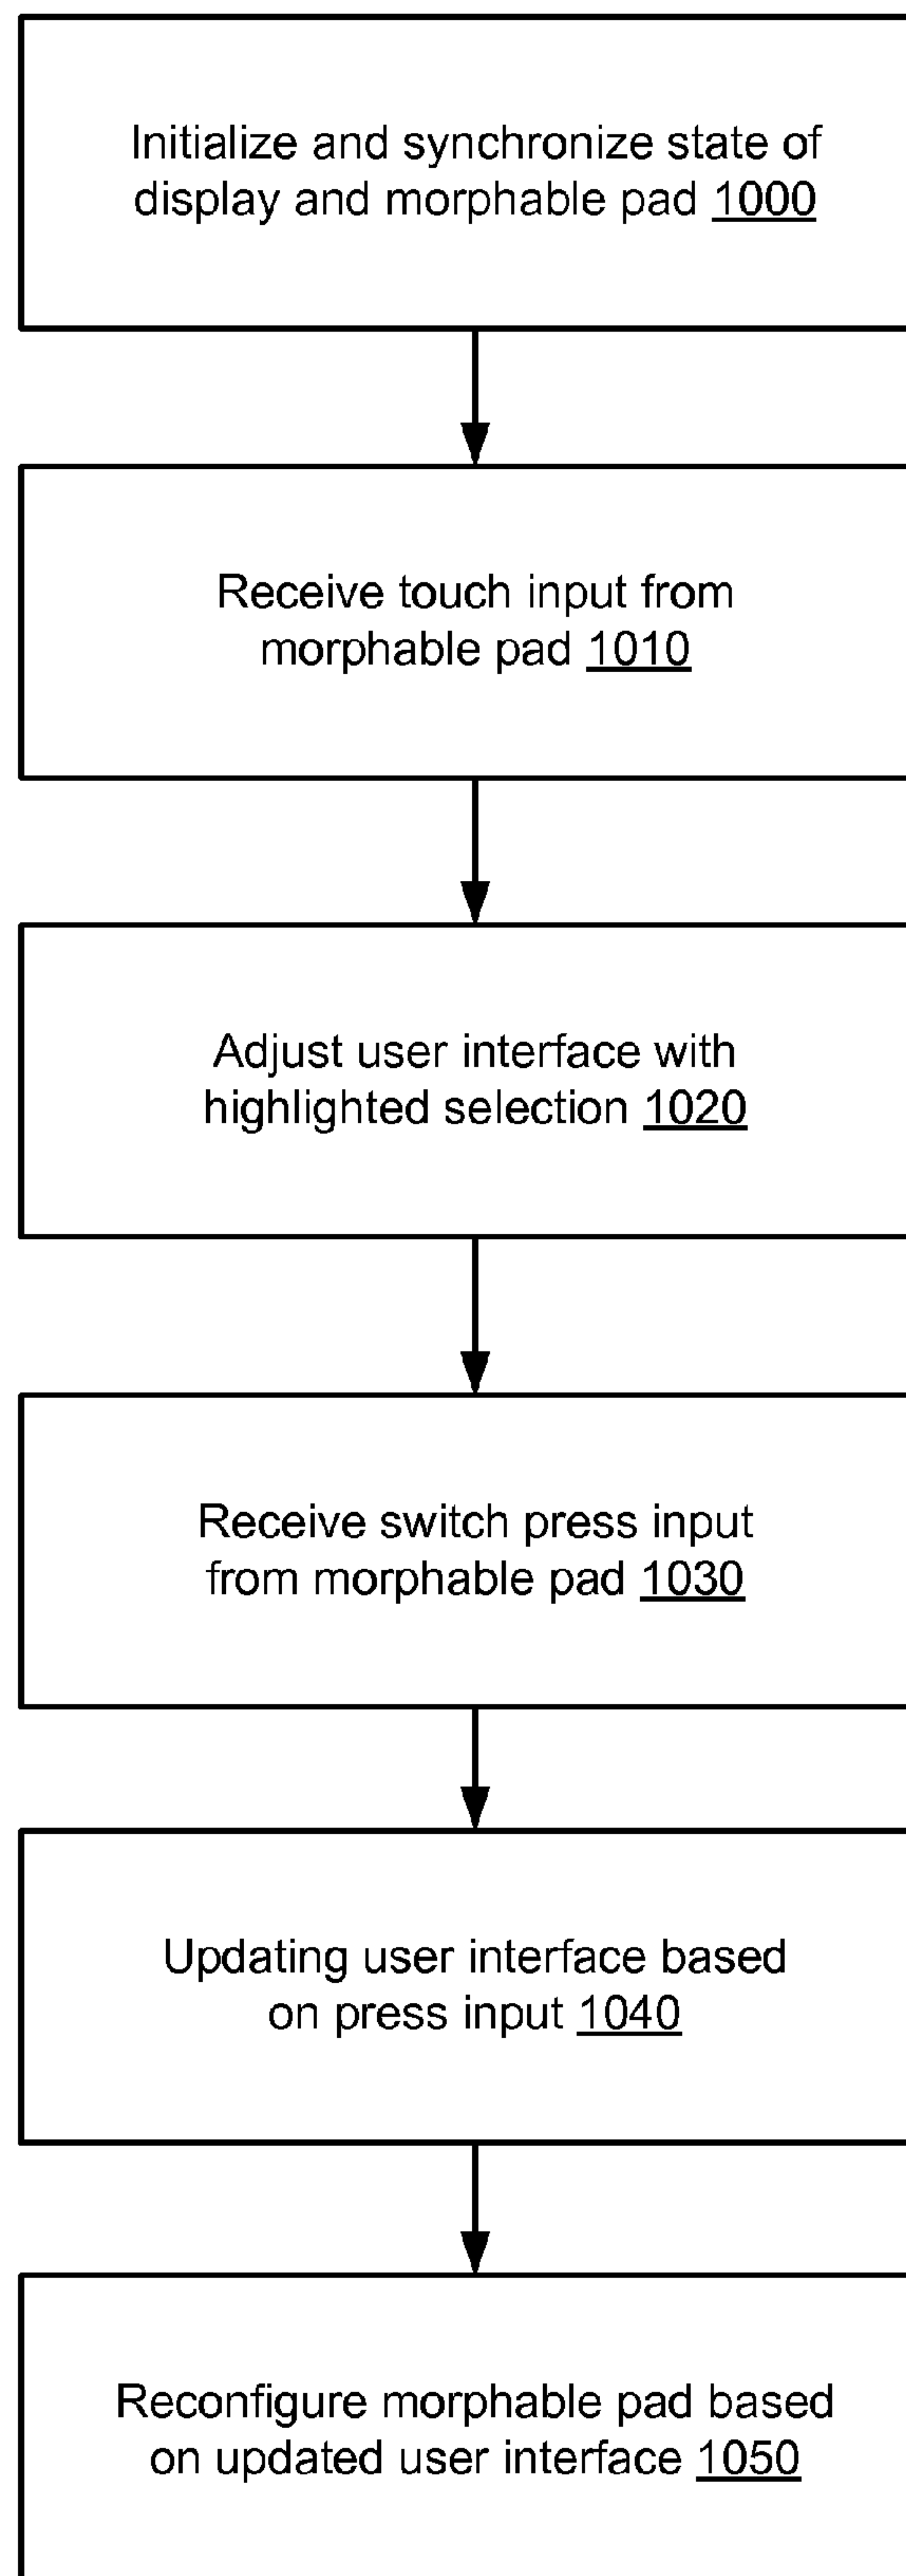 Initialize and synchronize state of
display and morphable pad 1000
Receive touch input from
morphable pad 1010
Adjust user interface with
highlighted selection 1020
Receive switch press input
from morphable pad 1030
Updating user interface based
on press input 1040
Reconfigure morphable pad based
on updated user interface 1050